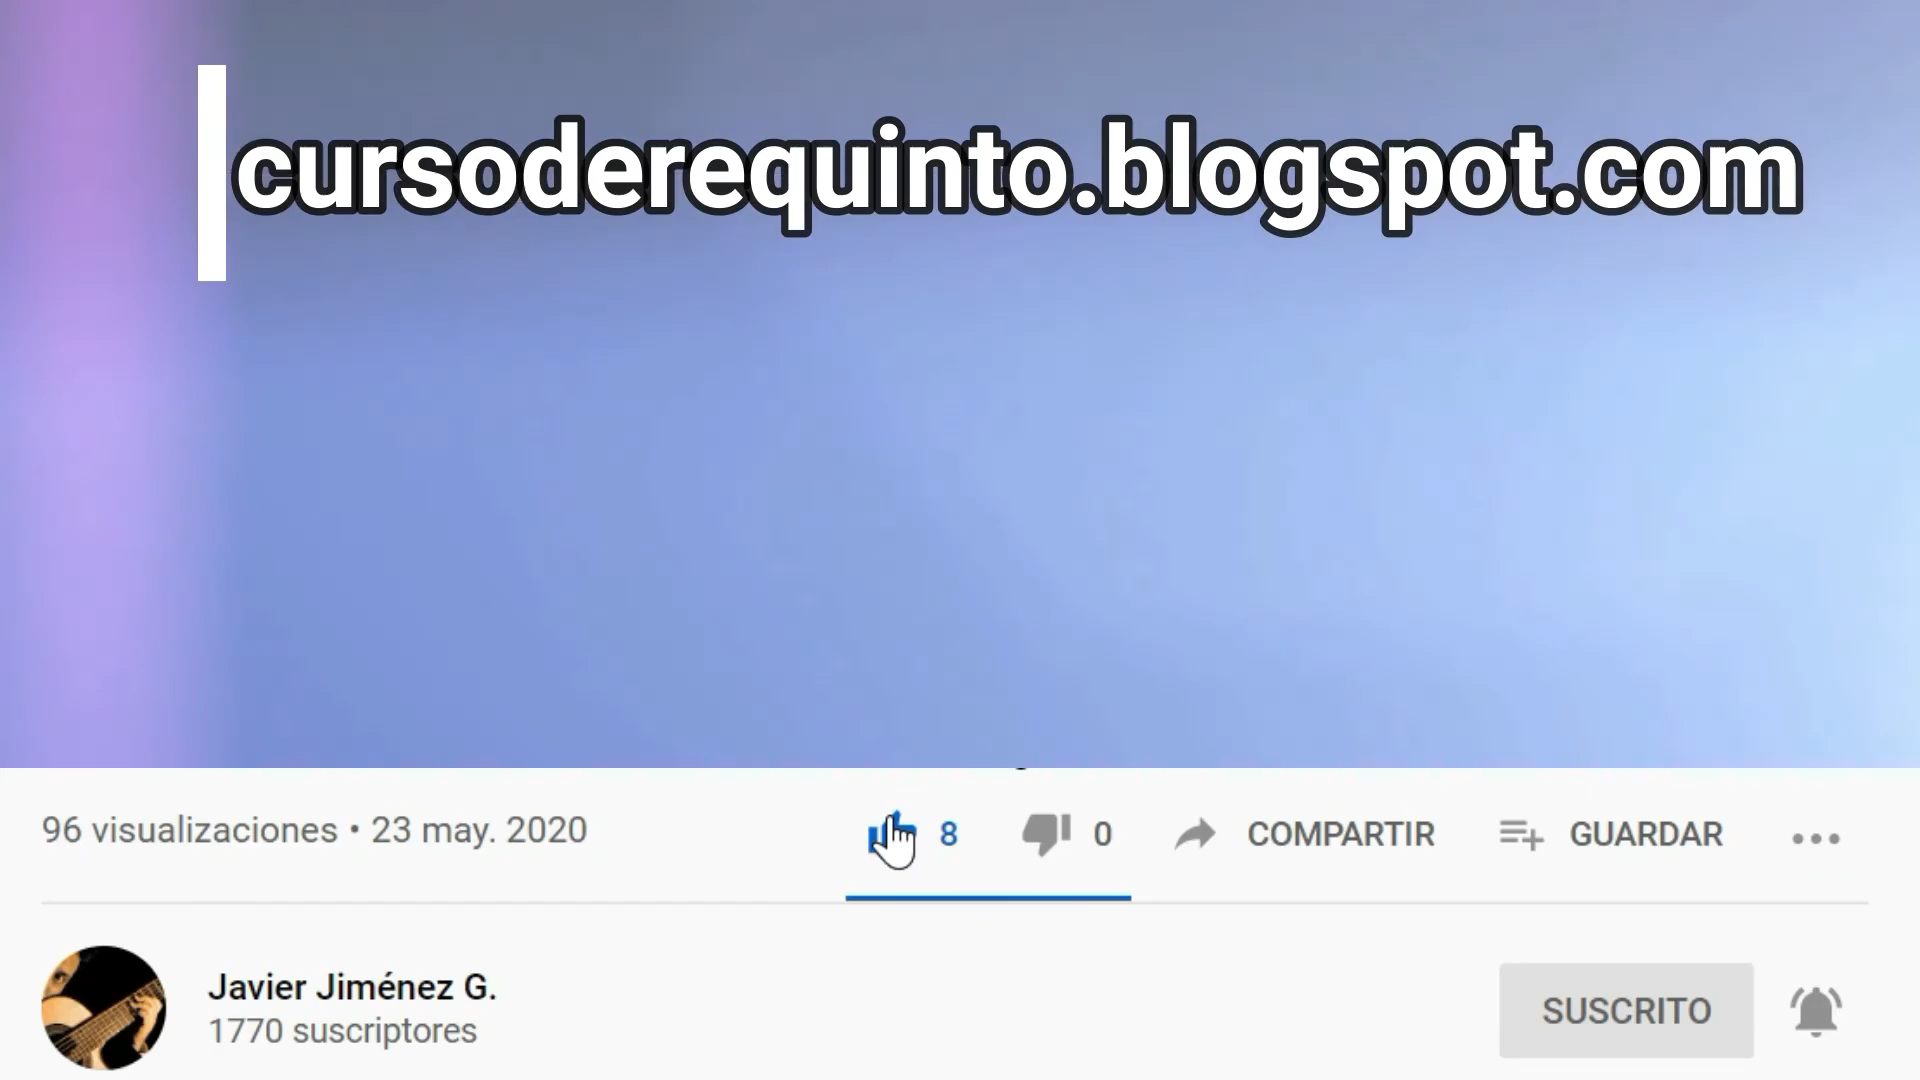 cursoderequinto.blogspot.com
96 visualizaciones • 23 may. 2020
8
0
COMPARTIR
GUARDAR
Javier Jiménez G.
1770 suscriptores
SUSCRITO